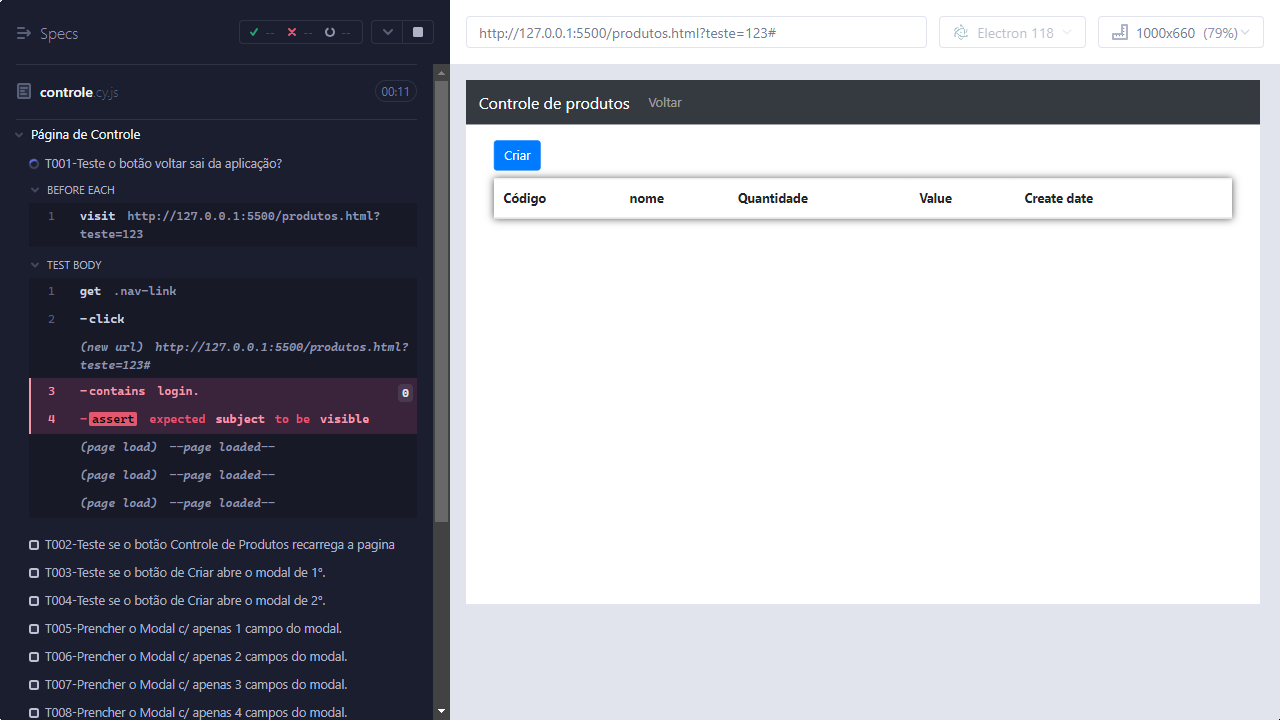 Specs
-- -- --
controle.cy.js 00:11
Página de Controle
T001-Teste o botão voltar sai da aplicação?
BEFORE EACH
1 visit http://127.0.0.1:5500/produtos.html?
teste=123
TEST BODY
1 get .nav-link
2 -click
(new url) http://127.0.0.1:5500/produtos.html?
teste=123#
3 -contains login. 0
4 -assert expected subject to be visible
(page load) --page loaded--
(page load) --page loaded--
(page load) --page loaded--
T002-Teste se o botão Controle de Produtos recarrega a pagina
T003-Teste se o botão de Criar abre o modal de 1º.
T004-Teste se o botão de Criar abre o modal de 2º.
T005-Prencher o Modal c/ apenas 1 campo do modal.
T006-Prencher o Modal c/ apenas 2 campos do modal.
T007-Prencher o Modal c/ apenas 3 campos do modal.
T008-Prencher o Modal c/ apenas 4 campos do modal.
http://127.0.0.1:5500/produtos.html?teste=123#
Electron 118
1000x660 (79%)
Controle de produtos Voltar
Criar
Código nome Quantidade Value Create date